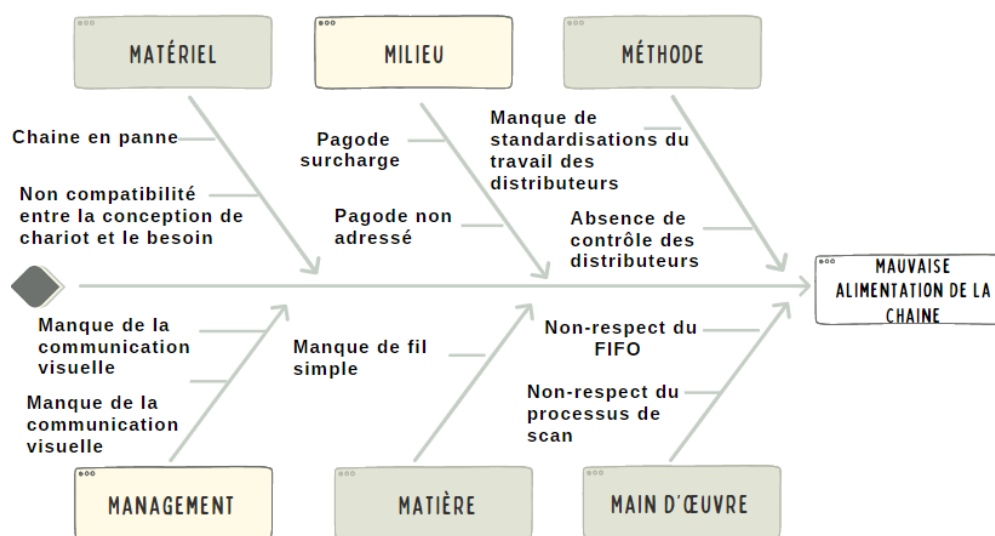 MATÉRIEL
MILIEU
MÉTHODE
Chaine en panne
Non compatibilité
entre la conception de
chariot et le besoin
Pagode
surcharge
Pagode non
adressé
Manque de
standardisations du
travail des
distributeurs
Absence de
contrôle des
distributeurs
MAUVAISE
ALIMENTATION DE LA
CHAINE
Manque de la
communication
visuelle
Manque de la
communication
visuelle
Manque de fil
simple
Non-respect du
FIFO
Non-respect du
processus de
scan
MANAGEMENT
MATIÈRE
MAIN D'ŒUVRE